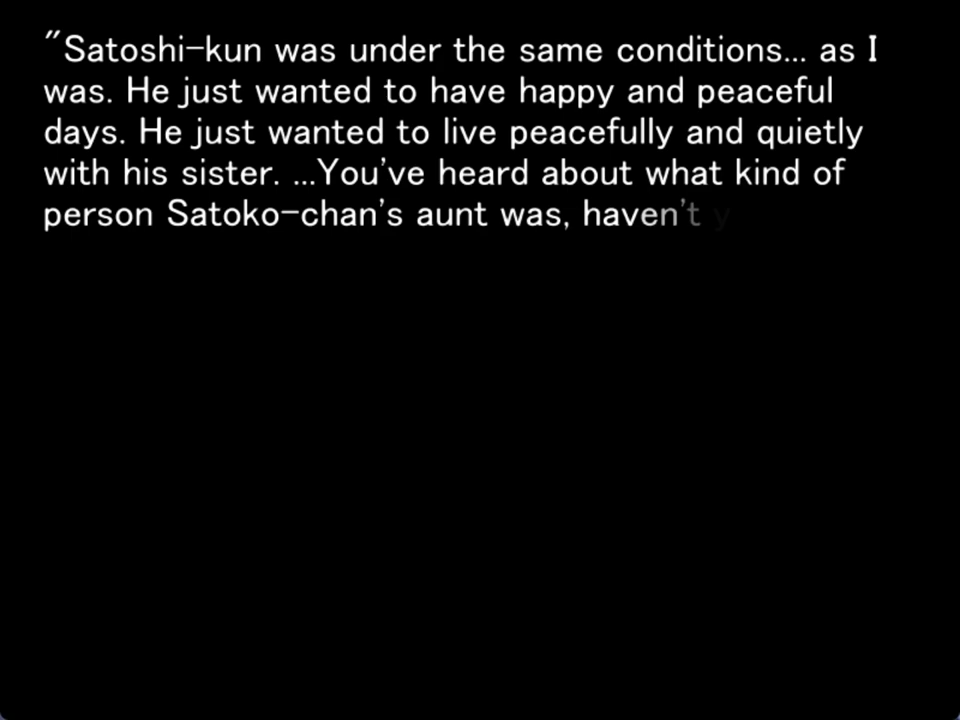 "Satoshi-kun was under the same conditions... as I
was. He just wanted to have happy and peaceful
days. He just wanted to live peacefully and quietly
with his sister. ...You've heard about what kind of
person Satoko-chan's aunt was, haven't y